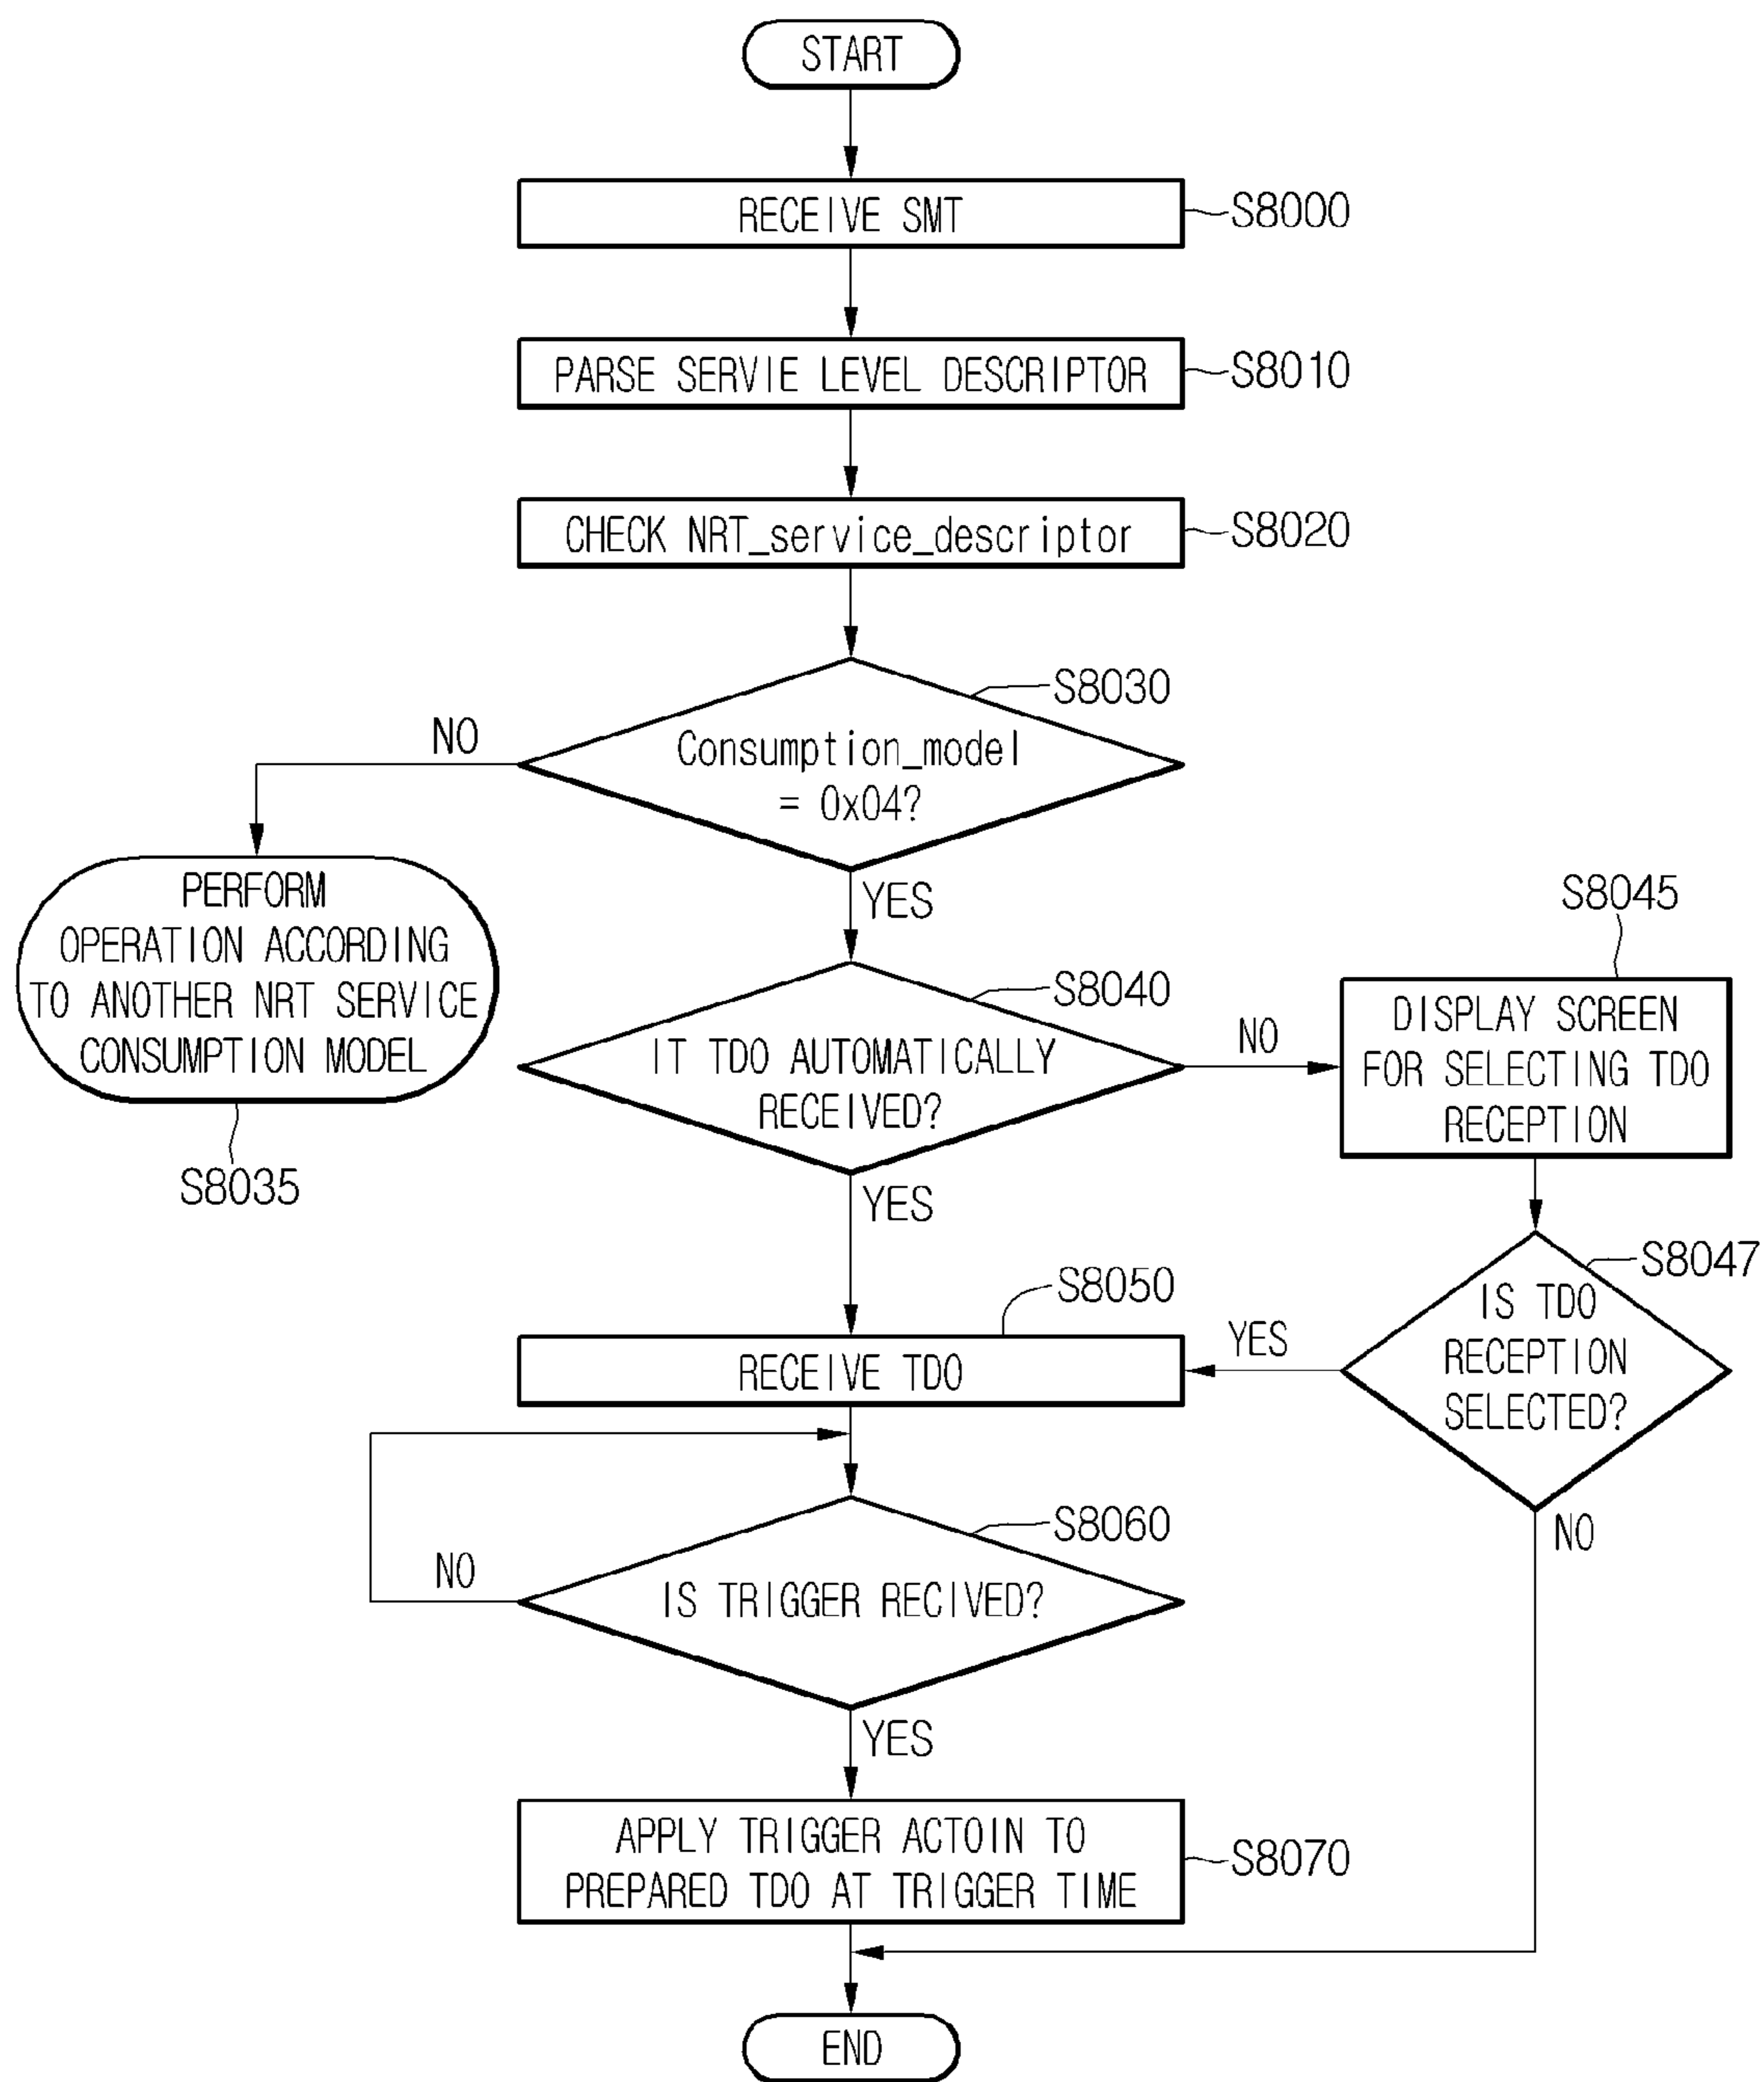 START
RECEIVE SMT
S8000
PARSE SERVIE LEVEL DESCRIPTOR
S8010
CHECK NRT_service_descriptor
S8020
S8030
NO
Consumption_model
= 0x04?
YES
PERFORM
OPERATION ACCORDING
TO ANOTHER NRT SERVICE
CONSUMPTION MODEL
S8035
S8040
IT TDO AUTOMATICALLY
RECEIVED?
NO
YES
S8045
DISPLAY SCREEN
FOR SELECTING TDO
RECEPTION
S8047
IS TDO
RECEPTION
SELECTED?
YES
NO
S8050
RECEIVE TDO
S8060
NO
IS TRIGGER RECIVED?
YES
APPLY TRIGGER ACTOIN TO
PREPARED TDO AT TRIGGER TIME
S8070
END